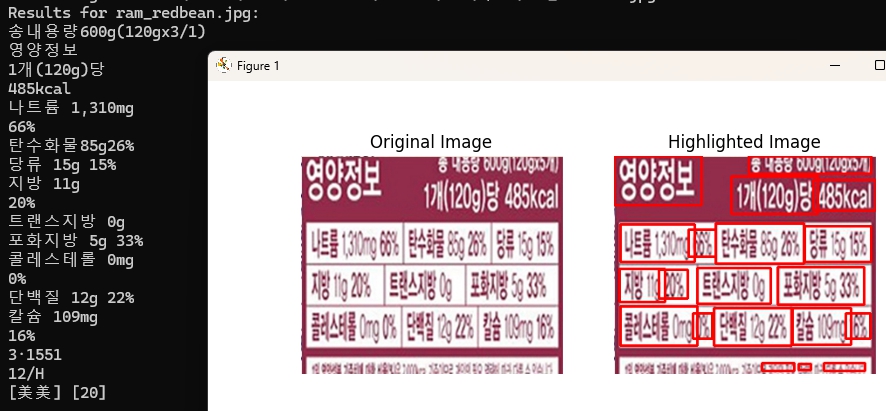 Results for ram_redbean.jpg:
송내용량600g(120gx3/1)
영양정보
1개(120g)당
485kcal
나트륨 1,310mg
66%
탄수화물85g26%
당류 15g 15%
지방 11g
20%
트랜스지방 0g
포화지방 5g 33%
콜레스테롤 0mg
0%
단백질 12g 22%
칼슘 109mg
16%
3·1551
12/H
[美美] [20]
Figure 1
Original Image
영양정보
총 내용량 600g(120gx5개)
1개(120g)당 485kcal
나트륨 1,310mg 66% 탄수화물 85g 26% 당류 15g 15%
지방 11g 20% 트랜스지방 0g 포화지방 5g 33%
콜레스테롤 0mg 0% 단백질 12g 22% 칼슘 109mg 16%
Highlighted Image
영양정보
총 내용량 600g(120gx5개)
1개(120g)당 485kcal
나트륨 1,310mg 66% 탄수화물 85g 26% 당류 15g 15%
지방 11g 20% 트랜스지방 0g 포화지방 5g 33%
콜레스테롤 0mg 0% 단백질 12g 22% 칼슘 109mg 16%